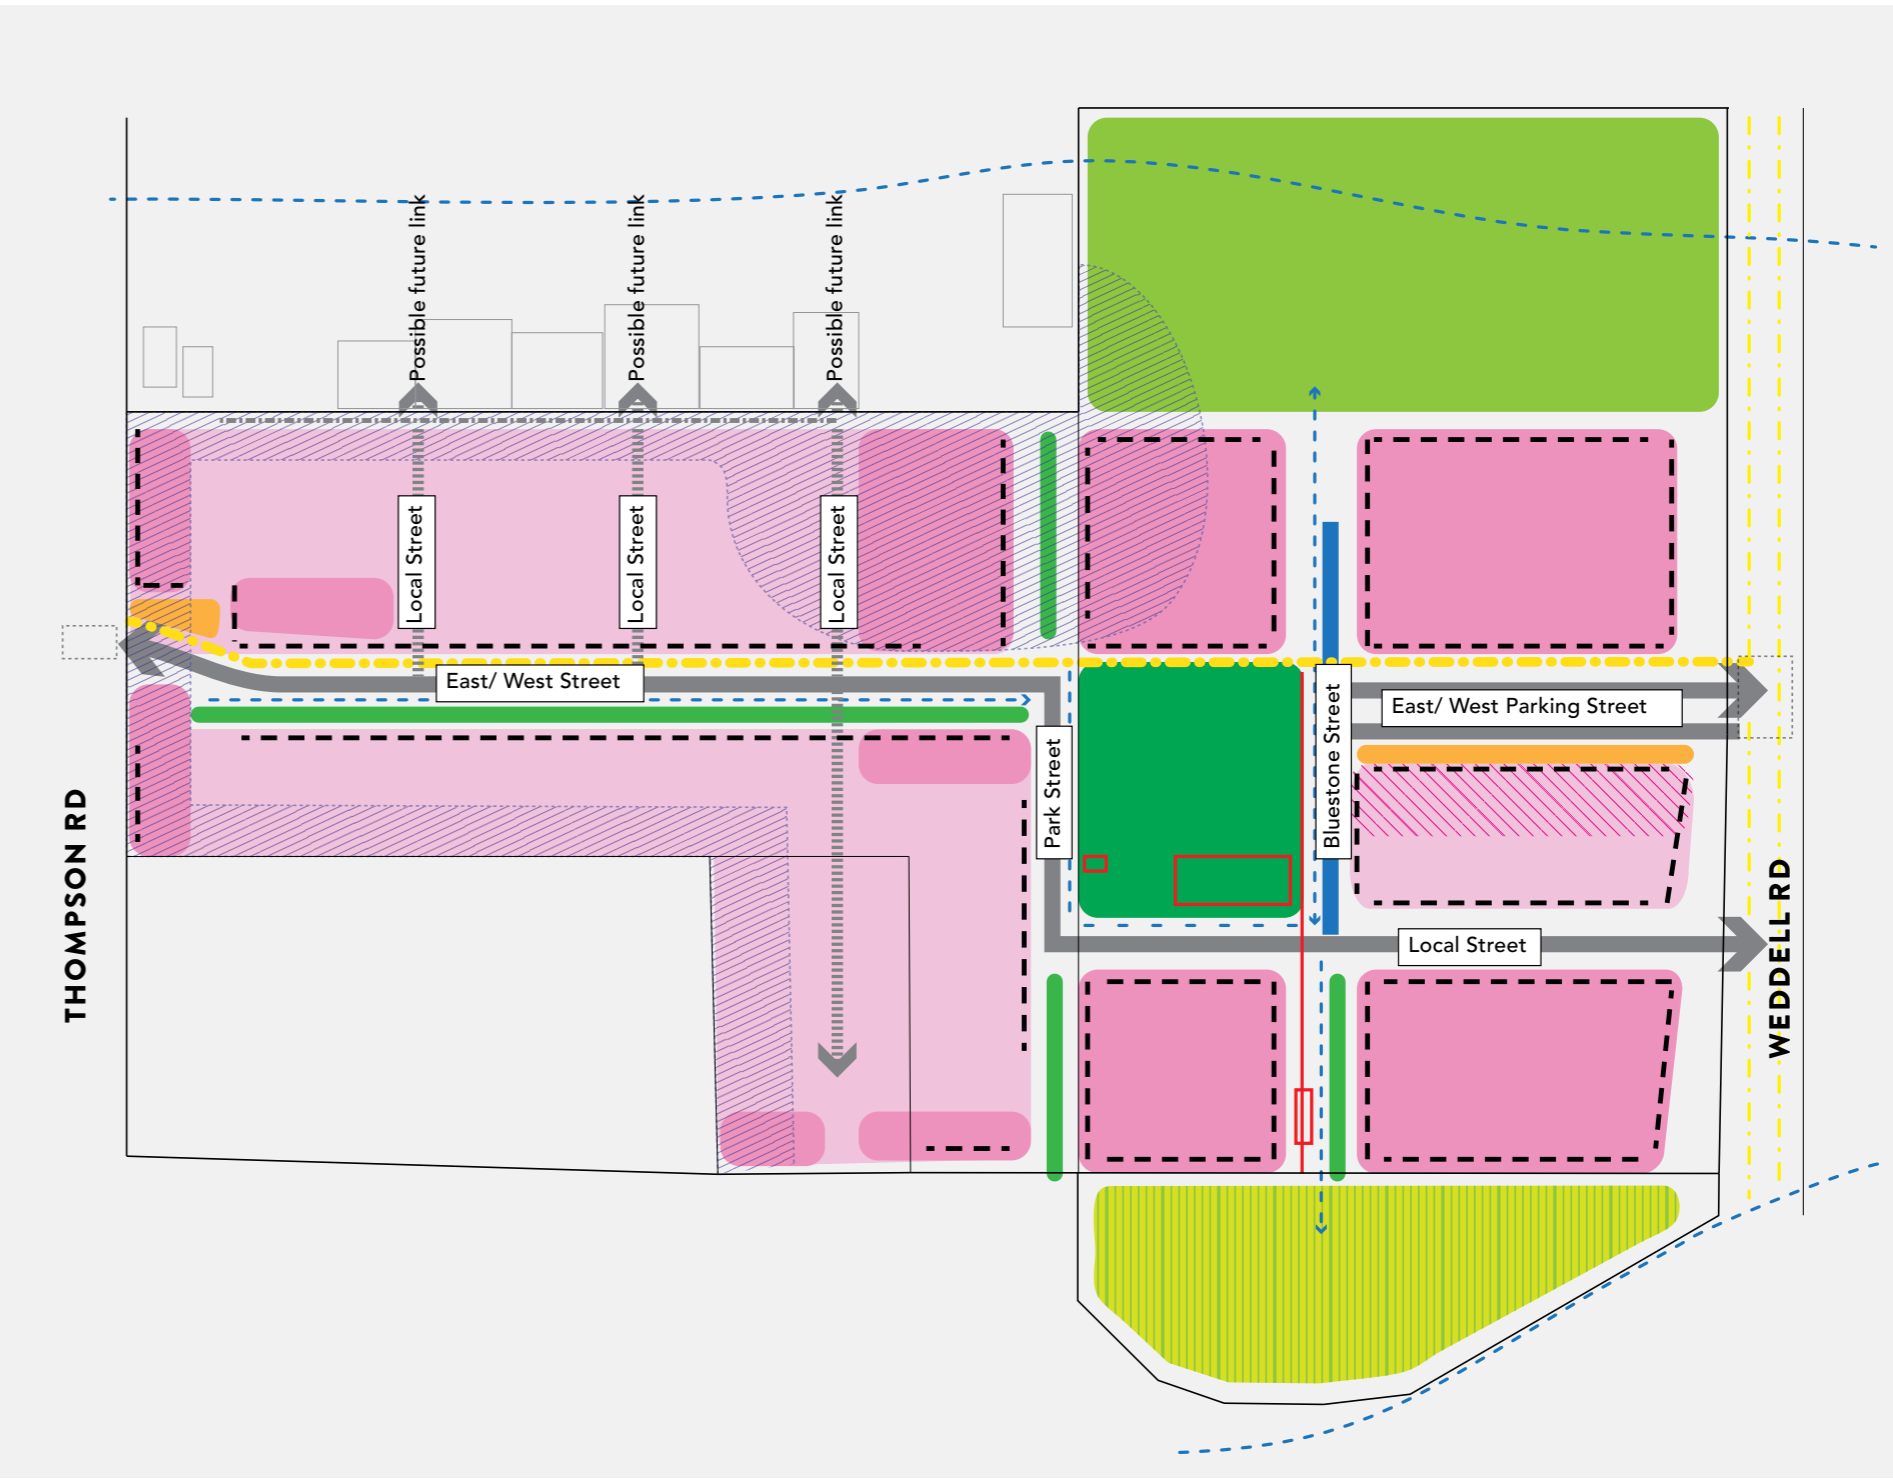 Possible future link
Possible future link
Possible future link
Local Street
Local Street
Local Street
East/ West Street
East/ West Parking Street
Bluestone Street
Park Street
Local Street
THOMPSON RD
WEDDELL RD